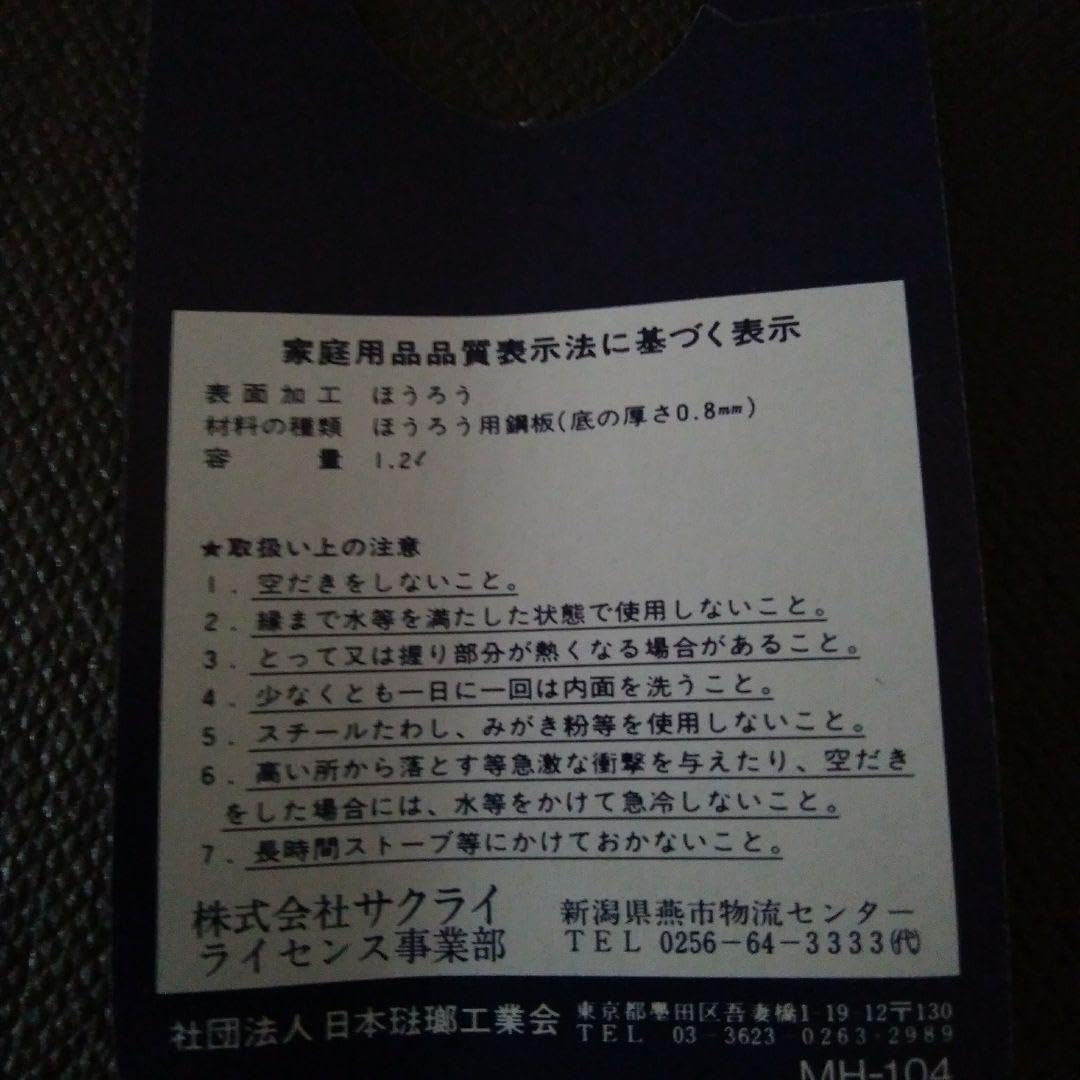 家庭用品品質表示法に基づく表示
表面加工 ほうろう
材料の種類 ほうろう用鋼板(底の厚さ0.8mm)
容量 1.2ℓ
★取扱い上の注意
1. 空だきをしないこと。
2. 縁まで水等を満たした状態で使用しないこと。
3. とって又は握り部分が熱くなる場合があること。
4. 少なくとも一日に一回は内面を洗うこと。
5. スチールたわし、みがき粉等を使用しないこと。
6. 高い所から落とす等急激な衝撃を与えたり、空だき
をした場合には、水等をかけて急冷しないこと。
7. 長時間ストーブ等にかけておかないこと。
株式会社サクライ
ライセンス事業部
新潟県燕市物流センター
TEL 0256-64-3333㈹
社団法人 日本琺瑯工業会
東京都墨田区吾妻橋1-19-12〒130
TEL 03-3623-0263·2989
MH-104